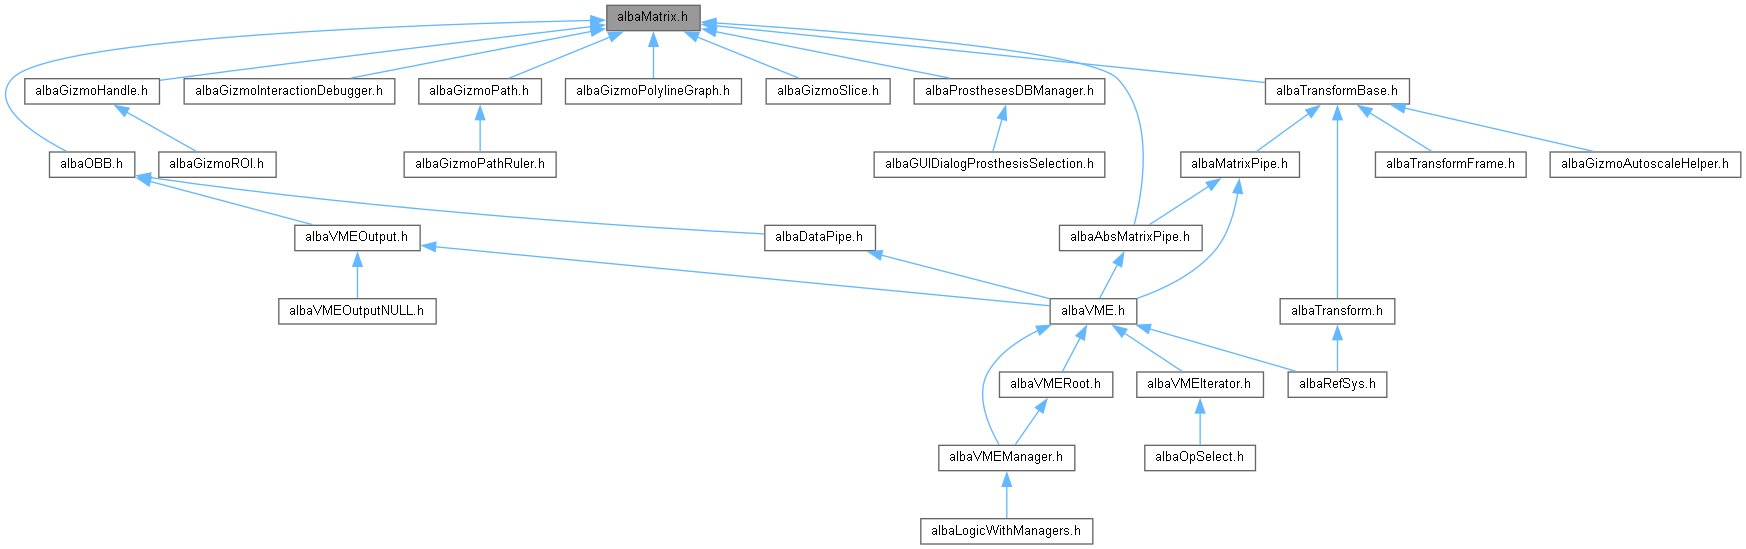 albaMatrix.h
albaGizmoHandle.h
albaGizmoInteractionDebugger.h
albaGizmoPath.h
albaGizmoPolylineGraph.h
albaGizmoSlice.h
albaProsthesesDBManager.h
albaTransformBase.h
albaOBB.h
albaGizmoROI.h
albaGizmoPathRuler.h
albaGUIDialogProsthesisSelection.h
albaMatrixPipe.h
albaTransformFrame.h
albaGizmoAutoscaleHelper.h
albaVMEOutput.h
albaDataPipe.h
albaAbsMatrixPipe.h
albaVMEOutputNULL.h
albaVME.h
albaTransform.h
albaVMERoot.h
albaVMEIterator.h
albaRefSys.h
albaVMEManager.h
albaOpSelect.h
albaLogicWithManagers.h